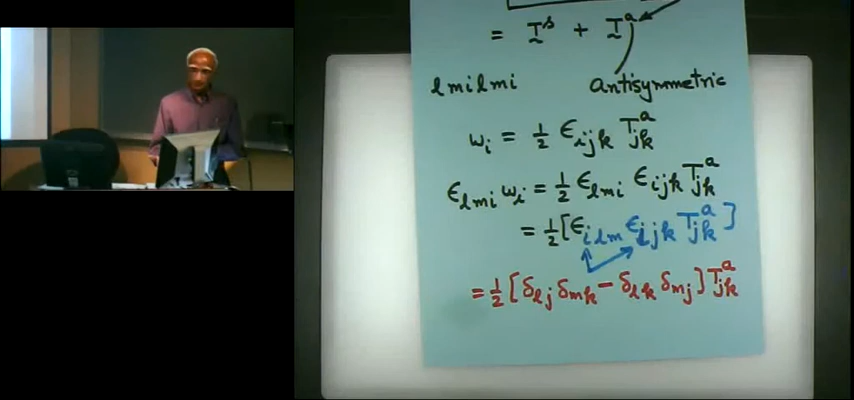 = T^s + T^a
lmilmi antisymmetric
w_i = 1/2 ϵ_ijk T^a_jk
ϵ_lmi w_i = 1/2 ϵ_lmi ϵ_ijk T^a_jk
= 1/2 [ϵ_ilm ϵ_ijk T^a_jk]
= 1/2 [δ_lj δ_mk − δ_lk δ_mj] T^a_jk